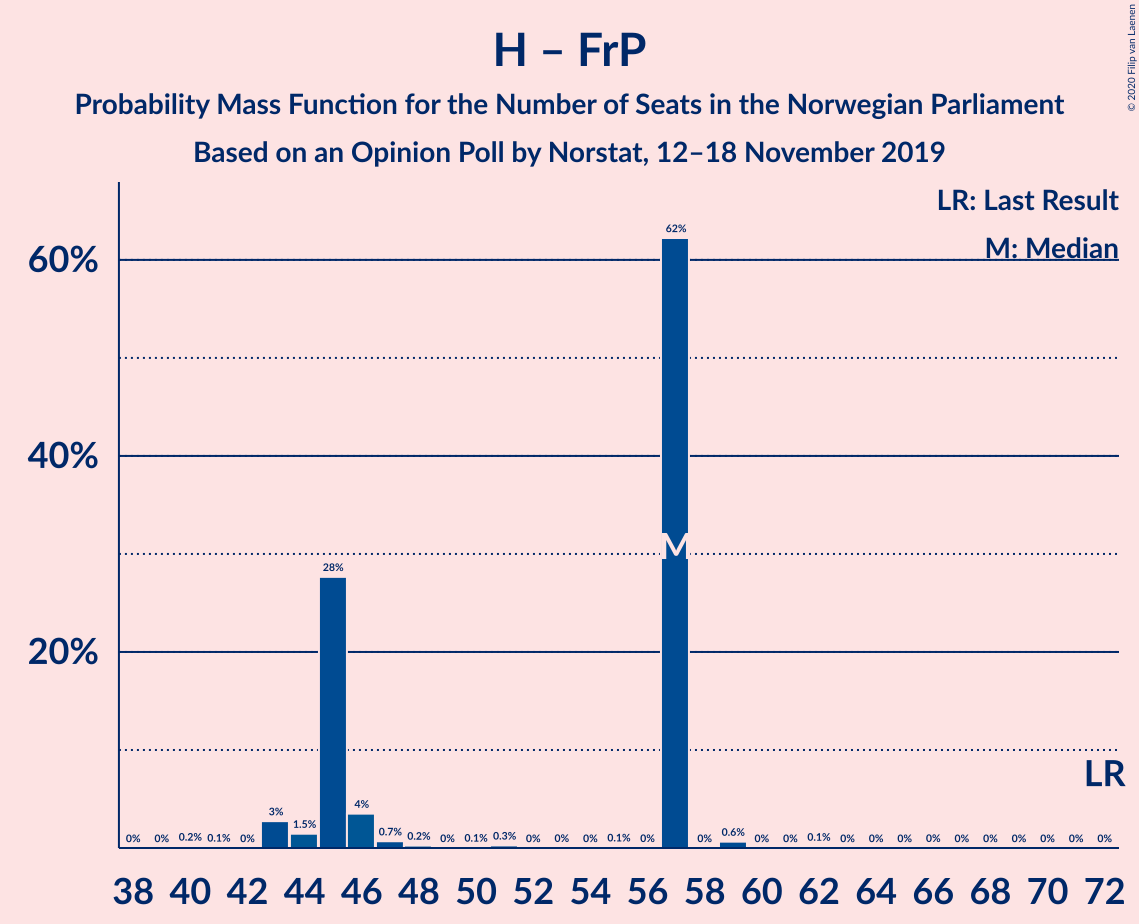 H – FrP
Probability Mass Function for the Number of Seats in the Norwegian Parliament
Based on an Opinion Poll by Norstat, 12–18 November 2019
© 2020 Filip van Laenen
LR: Last Result
M: Median
60%
40%
20%
0% 0% 0.2% 0.1% 0% 3% 1.5% 28% 4% 0.7% 0.2% 0% 0.1% 0.3% 0% 0% 0% 0.1% 0% 62% 0% 0.6% 0% 0% 0.1% 0% 0% 0% 0% 0% 0% 0% 0% 0% 0%
M
LR
38 40 42 44 46 48 50 52 54 56 58 60 62 64 66 68 70 72